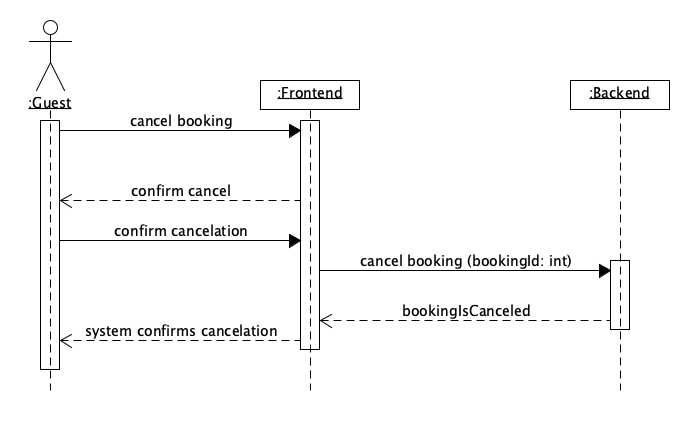 :Guest
:Frontend
:Backend
cancel booking
confirm cancel
confirm cancelation
cancel booking (bookingId: int)
bookingIsCanceled
system confirms cancelation